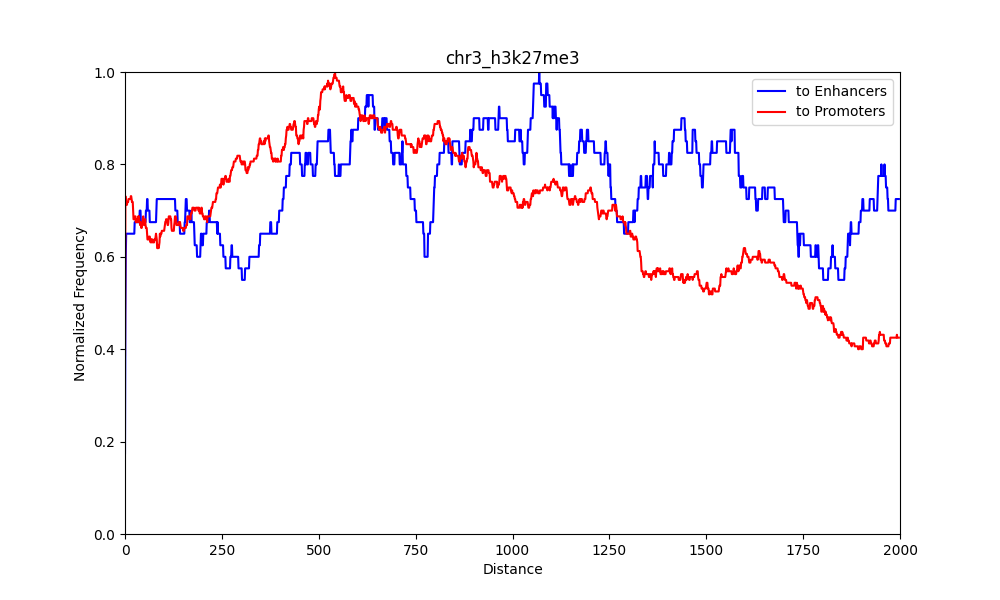 chr3_h3k27me3
to Enhancers
to Promoters
Normalized Frequency
1.0
0.8
0.6
0.4
0.2
0.0
0 250 500 750 1000 1250 1500 1750 2000
Distance